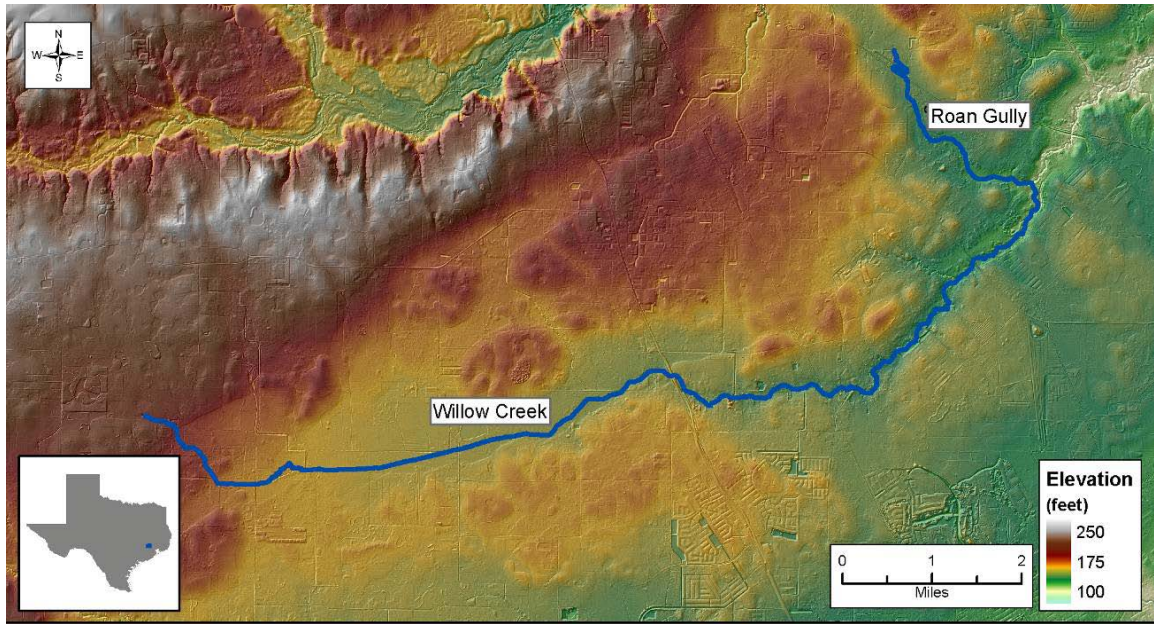 N
W E
S
Roan Gully
Willow Creek
Elevation
(feet)
250
175
100
0 1 2
Miles